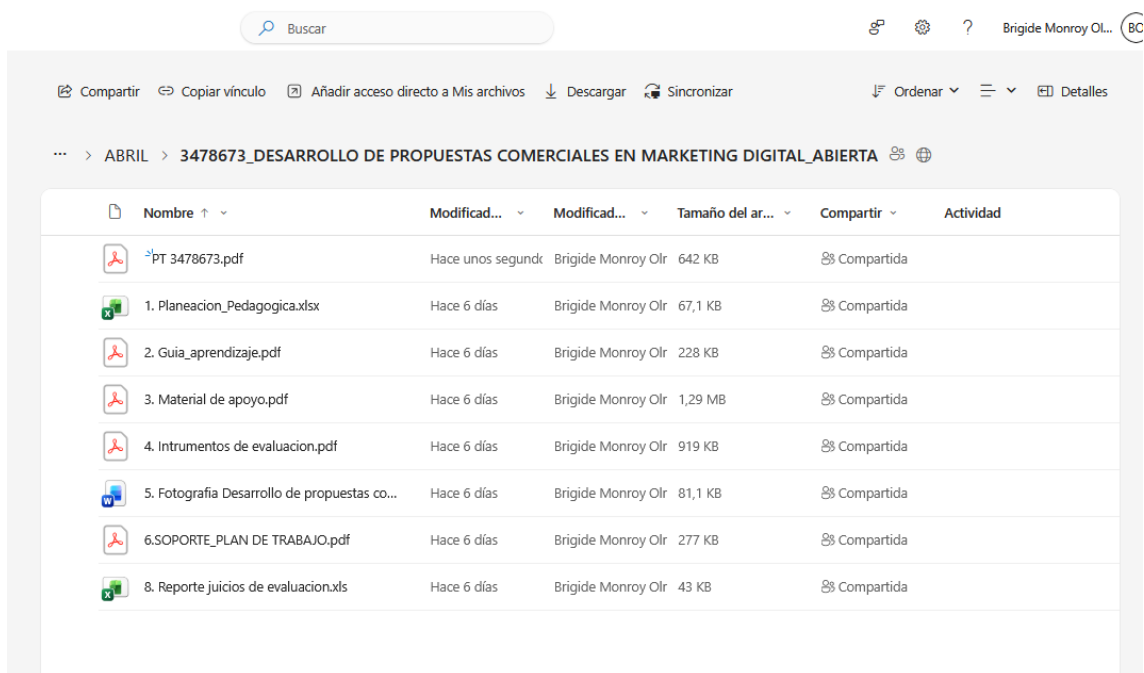 Buscar
Brigide Monroy Ol... BO
Compartir Copiar vínculo Añadir acceso directo a Mis archivos Descargar Sincronizar Ordenar Detalles
... > ABRIL > 3478673_DESARROLLO DE PROPUESTAS COMERCIALES EN MARKETING DIGITAL_ABIERTA
Nombre ↑ Modificad... Modificad... Tamaño del ar... Compartir Actividad
PT 3478673.pdf Hace unos segundo Brigide Monroy Olr 642 KB Compartida
1. Planeacion_Pedagogica.xlsx Hace 6 días Brigide Monroy Olr 67,1 KB Compartida
2. Guia_aprendizaje.pdf Hace 6 días Brigide Monroy Olr 228 KB Compartida
3. Material de apoyo.pdf Hace 6 días Brigide Monroy Olr 1,29 MB Compartida
4. Intrumentos de evaluacion.pdf Hace 6 días Brigide Monroy Olr 919 KB Compartida
5. Fotografia Desarrollo de propuestas co... Hace 6 días Brigide Monroy Olr 81,1 KB Compartida
6.SOPORTE_PLAN DE TRABAJO.pdf Hace 6 días Brigide Monroy Olr 277 KB Compartida
8. Reporte juicios de evaluacion.xls Hace 6 días Brigide Monroy Olr 43 KB Compartida